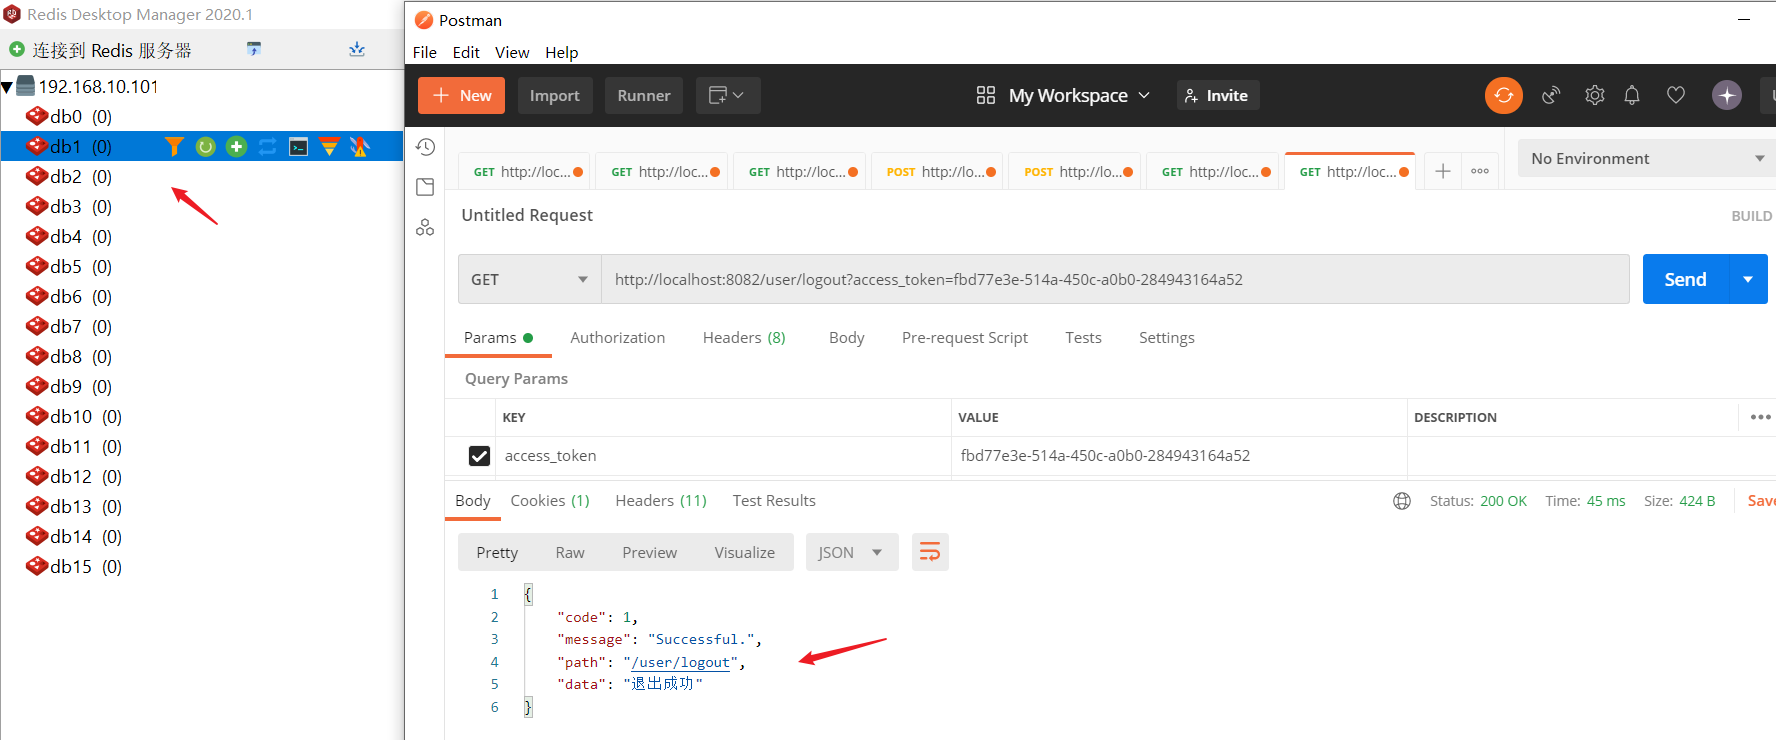 Redis Desktop Manager 2020.1
连接到 Redis 服务器
192.168.10.101
db0 (0)
db1 (0)
db2 (0)
db3 (0)
db4 (0)
db5 (0)
db6 (0)
db7 (0)
db8 (0)
db9 (0)
db10 (0)
db11 (0)
db12 (0)
db13 (0)
db14 (0)
db15 (0)
Postman
File Edit View Help
New Import Runner My Workspace Invite
GET http://loc... GET http://loc... GET http://loc... POST http://lo... POST http://lo... GET http://loc... GET http://loc... No Environment
Untitled Request BUILD
GET http://localhost:8082/user/logout?access_token=fbd77e3e-514a-450c-a0b0-284943164a52 Send
Params Authorization Headers (8) Body Pre-request Script Tests Settings
Query Params
KEY VALUE DESCRIPTION
access_token fbd77e3e-514a-450c-a0b0-284943164a52
Body Cookies (1) Headers (11) Test Results Status: 200 OK Time: 45 ms Size: 424 B Save
Pretty Raw Preview Visualize JSON
1 {
2 "code": 1,
3 "message": "Successful.",
4 "path": "/user/logout",
5 "data": "退出成功"
6 }